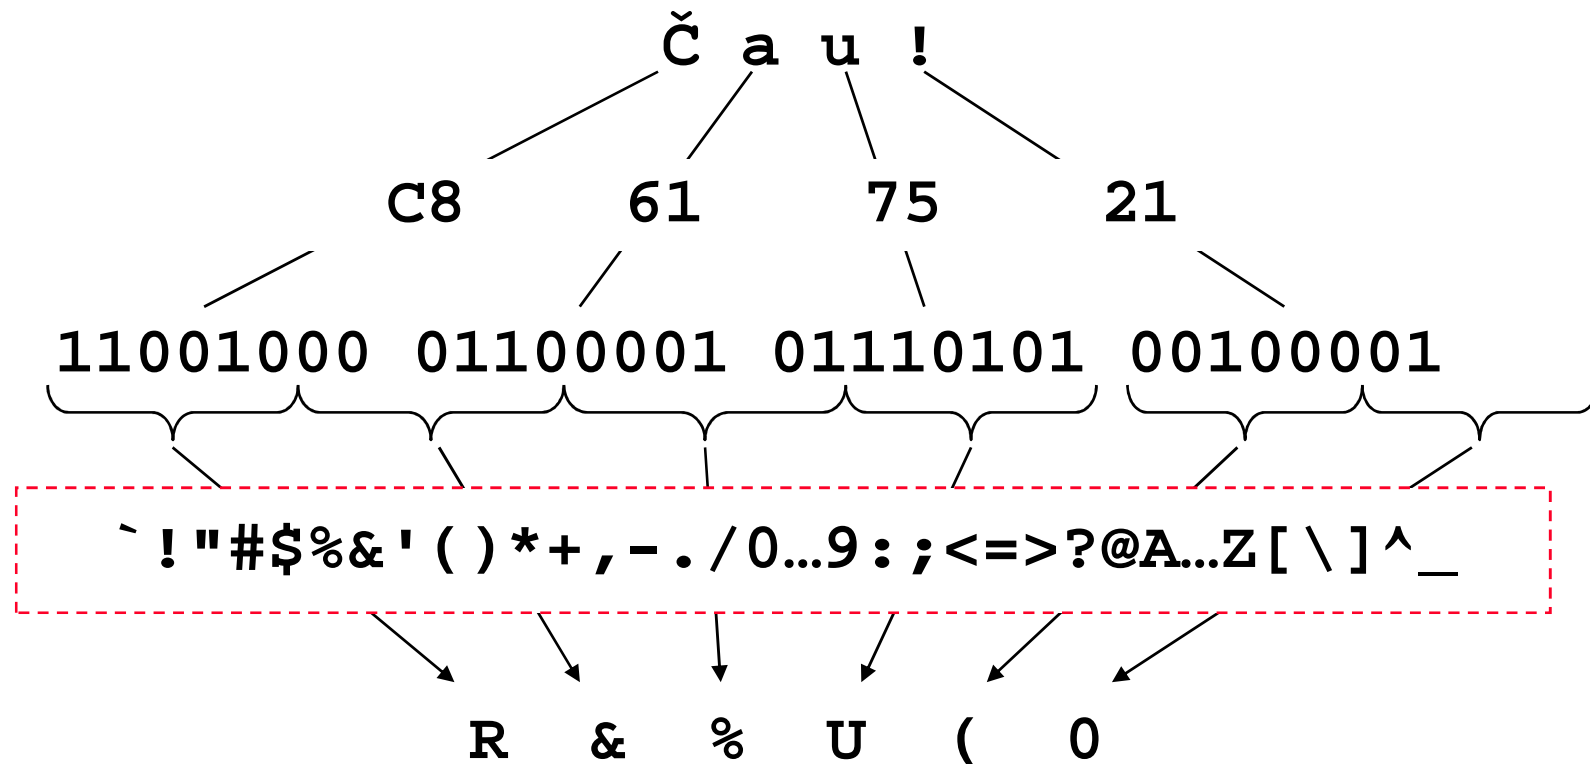 Č a u !
C8 61 75 21
11001000 01100001 01110101 00100001
`!"#$%&'()*+,-./0…9:;<=>?@A…Z[\]^_
R & % U ( 0